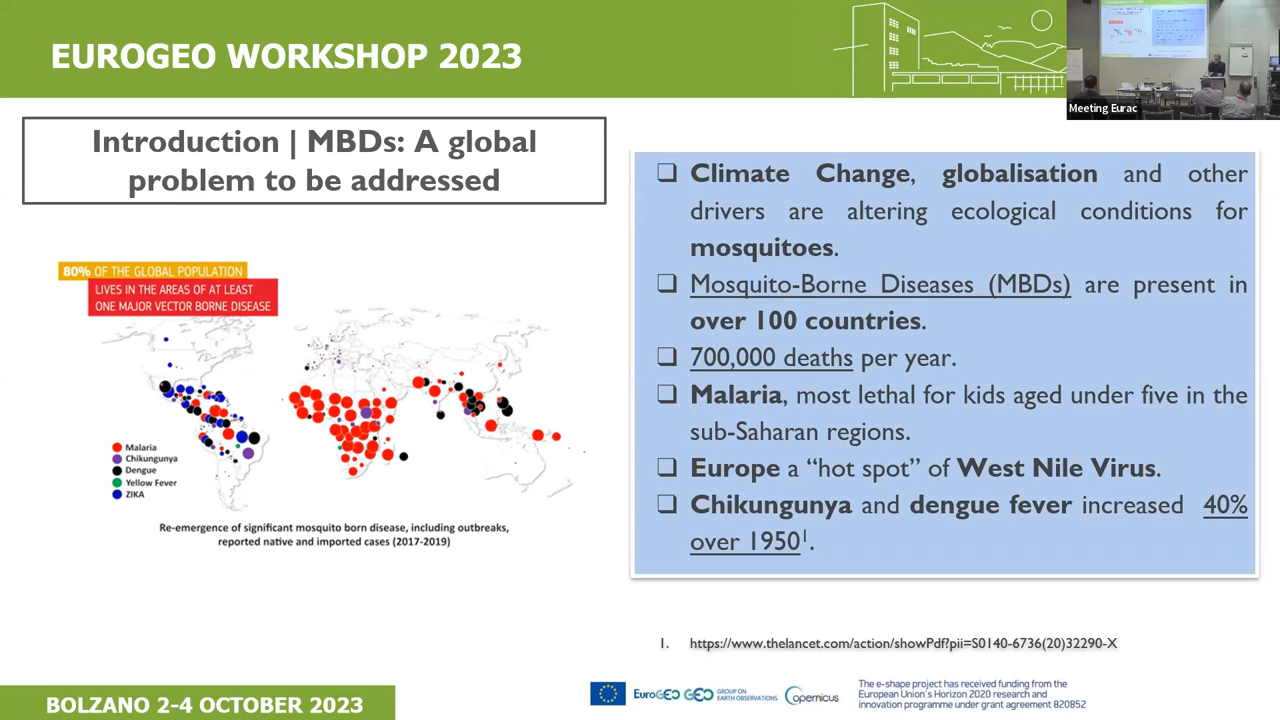 EUROGEO WORKSHOP 2023
Meeting Eurac
Introduction | MBDs: A global
problem to be addressed
80% OF THE GLOBAL POPULATION
LIVES IN THE AREAS OF AT LEAST
ONE MAJOR VECTOR BORNE DISEASE
Malaria
Chikungunya
Dengue
Yellow Fever
ZIKA
Re-emergence of significant mosquito born disease, including outbreaks,
reported native and imported cases (2017-2019)
❑ Climate Change, globalisation and other
drivers are altering ecological conditions for
mosquitoes.
❑ Mosquito-Borne Diseases (MBDs) are present in
over 100 countries.
❑ 700,000 deaths per year.
❑ Malaria, most lethal for kids aged under five in the
sub-Saharan regions.
❑ Europe a “hot spot” of West Nile Virus.
❑ Chikungunya and dengue fever increased 40%
over 1950¹.
1. https://www.thelancet.com/action/showPdf?pii=S0140-6736(20)32290-X
BOLZANO 2-4 OCTOBER 2023
EuroGEO
GEO GROUP ON
EARTH OBSERVATIONS
Copernicus
The e-shape project has received funding from the
European Union's Horizon 2020 research and
innovation programme under grant agreement 820852